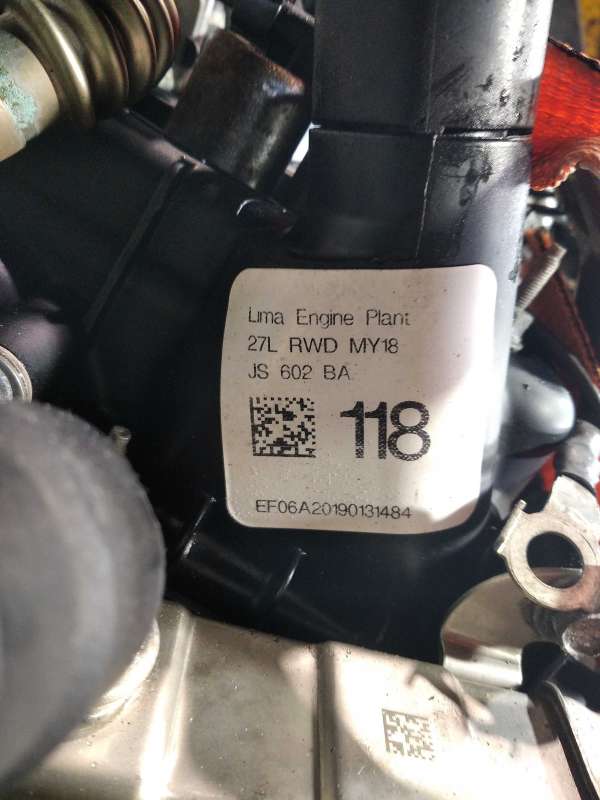 Lima Engine Plant
27L RWD MY18
JS 602 BA
118
EF06A20190131484